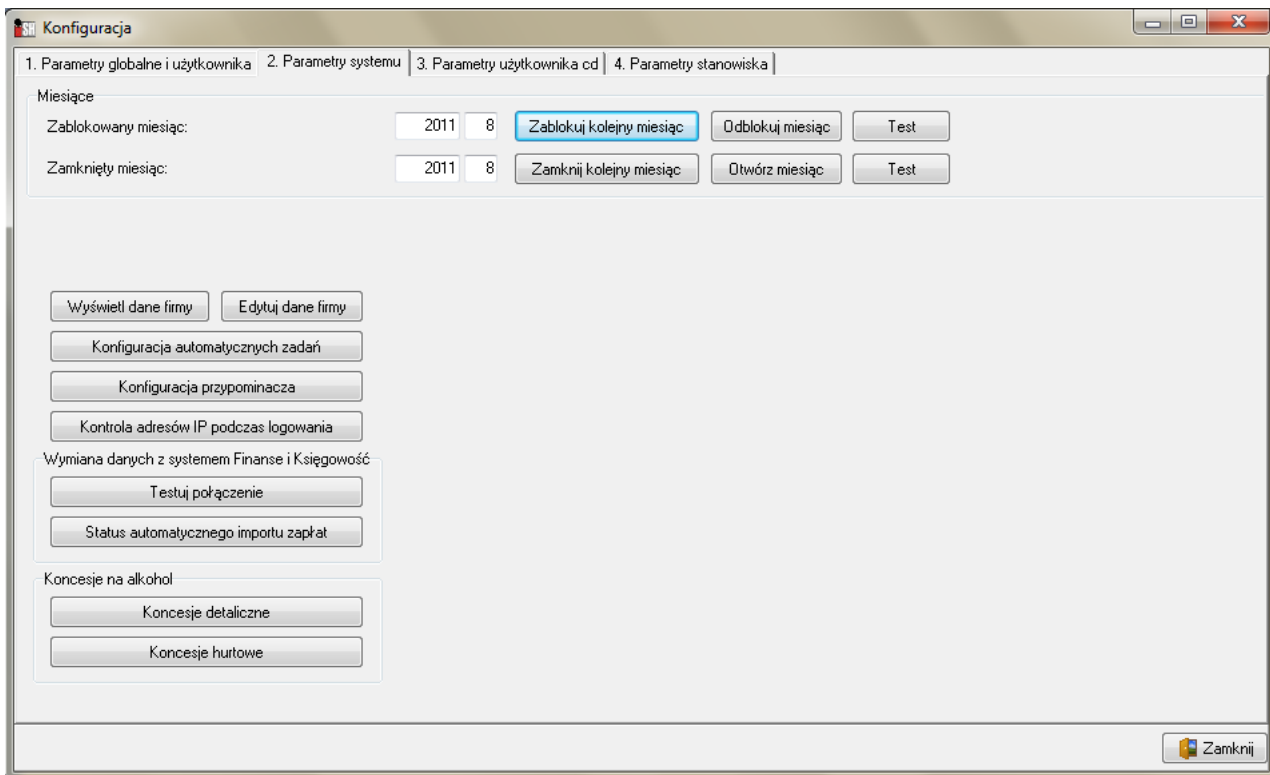 Konfiguracja
1. Parametry globalne i użytkownika 2. Parametry systemu 3. Parametry użytkownika cd 4. Parametry stanowiska
Miesiące
Zablokowany miesiąc: 2011 8 Zablokuj kolejny miesiąc Odblokuj miesiąc Test
Zamknięty miesiąc: 2011 8 Zamknij kolejny miesiąc Otwórz miesiąc Test
Wyświetl dane firmy Edytuj dane firmy
Konfiguracja automatycznych zadań
Konfiguracja przypominacza
Kontrola adresów IP podczas logowania
Wymiana danych z systemem Finanse i Księgowość
Testuj połączenie
Status automatycznego importu zapłat
Koncesje na alkohol
Koncesje detaliczne
Koncesje hurtowe
Zamknij